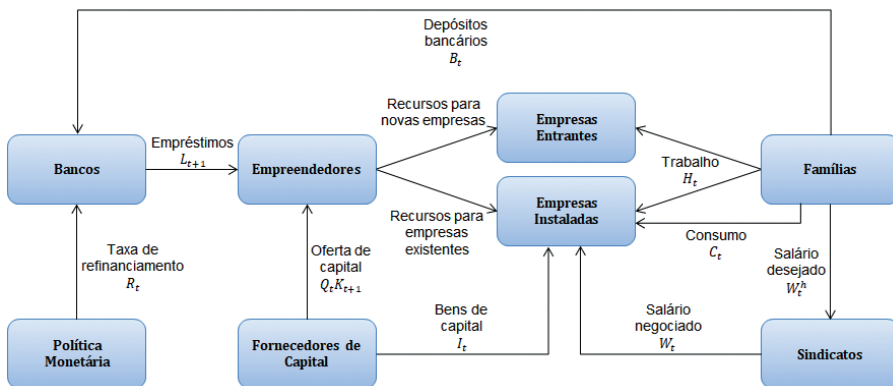 Depósitos
bancários
B_t
Recursos para
novas empresas
Empresas
Entrantes
Bancos
Empréstimos
L_{t+1}
Empreendedores
Trabalho
H_t
Famílias
Empresas
Instaladas
Recursos para
empresas
existentes
Consumo
C_t
Taxa de
refinanciamento
R_t
Oferta de
capital
Q_tK_{t+1}
Salário
desejado
W_t^h
Bens de
capital
I_t
Salário
negociado
W_t
Política
Monetária
Fornecedores de
Capital
Sindicatos